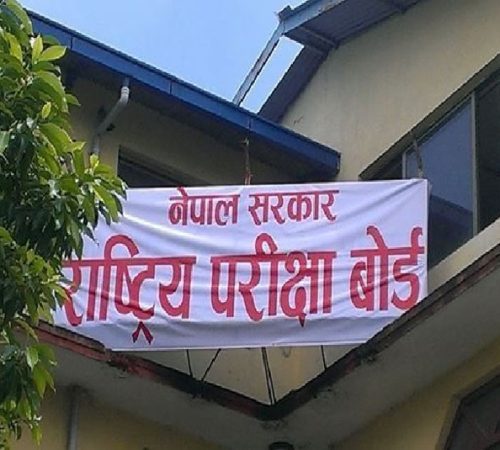 नेपाल सरकार
राष्ट्रिय परीक्षा बोर्ड